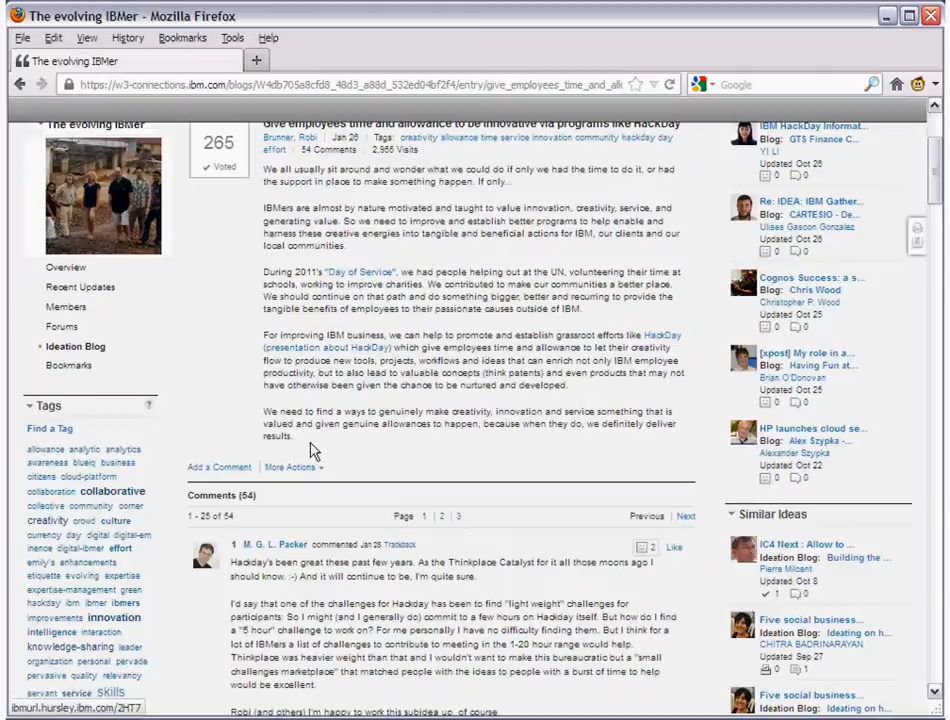 The evolving IBMer - Mozilla Firefox
File Edit View History Bookmarks Tools Help
The evolving IBMer
https://w3-connections.ibm.com/blogs/W4db705a8cfd8_48d3_a88d_532ed04bf2f4/entry/give_employees_time_and_allo
Google
The evolving IBMer
Overview
Recent Updates
Members
Forums
Ideation Blog
Bookmarks
Tags
Find a Tag
allowance analytic analytics
awareness blueq business
citizens cloud-platform
collaboration collaborative
collective community corner
creativity crowd culture
currency day digital digital-em
inence digital-ibmer effort
emily's enhancements
etiquette evolving expertise
expertise-management green
hackday ibm ibmer ibmers
improvements innovation
intelligence interaction
knowledge-sharing leader
organization personal pervade
pervasive quality relevancy
servant service skills
ibmurl.hursley.ibm.com/2HT7
265
Voted
Give employees time and allowance to be innovative via programs like HackDay
Brunner, Robi | Jan 26 | Tags: creativity allowance time service innovation community hackday day
effort | 54 Comments | 2,955 Visits
We all usually sit around and wonder what we could do if only we had the time to do it, or had
the support in place to make something happen. If only...
IBMers are almost by nature motivated and taught to value innovation, creativity, service, and
generating value. So we need to improve and establish better programs to help enable and
harness these creative energies into tangible and beneficial actions for IBM, our clients and our
local communities.
During 2011's "Day of Service", we had people helping out at the UN, volunteering their time at
schools, working to improve charities. We contributed to make our communities a better place.
We should continue on that path and do something bigger, better and recurring to provide the
tangible benefits of employees to their passionate causes outside of IBM.
For improving IBM business, we can help to promote and establish grassroot efforts like HackDay
(presentation about HackDay) which give employees time and allowance to let their creativity
flow to produce new tools, projects, workflows and ideas that can enrich not only IBM employee
productivity, but to also lead to valuable concepts (think patents) and even products that may not
have otherwise been given the chance to be nurtured and developed.
We need to find a ways to genuinely make creativity, innovation and service something that is
valued and given genuine allowances to happen, because when they do, we definitely deliver
results.
Add a Comment | More Actions
Comments (54)
1 - 25 of 54 Page 1 | 2 | 3 Previous | Next
1 M. G. L. Packer commented Jan 28 Trackback 2 Like
Hackday's been great these past few years. As the Thinkplace Catalyst for it all those moons ago I
should know. :-) And it will continue to be, I'm quite sure.
I'd say that one of the challenges for Hackday has been to find "light weight" challenges for
participants: So I might (and I generally do) commit to a few hours on Hackday itself. But how do I find
a "5 hour" challenge to work on? For me personally I have no difficulty finding them. But I think for a
lot of IBMers a list of challenges to contribute to meeting in the 1-20 hour range would help.
Thinkplace was heavier weight than that and I wouldn't want to make this bureaucratic but a "small
challenges marketplace" that matched people with the ideas to people with a burst of time to help
would be excellent.
Robi (and others) I'm happy to work this subidea up, of course.
IBM HackDay Informat...
Blog: GTS Finance C...
YI LI
Updated Oct 26
0 0
Re: IDEA: IBM Gather...
Blog: CARTESIO - De...
Ulises Gascon Gonzalez
Updated Oct 26
0 0
Cognos Success: a s...
Blog: Chris Wood
Christopher P. Wood
Updated Oct 25
0 0
[xpost] My role in a...
Blog: Having Fun at...
Brian O'Donovan
Updated Oct 25
0 0
HP launches cloud se...
Blog: Alex Szypka -...
Alexander Szypka
Updated Oct 22
0 0
Similar Ideas
IC4 Next : Allow to ...
Ideation Blog: Building the ...
Pierre Milcent
Updated Oct 8
1 0
Five social business...
Ideation Blog: Ideating on h...
CHITRA BADRINARAYAN
Updated Sep 27
0 1
Five social business...
Ideation Blog: Ideating on h...